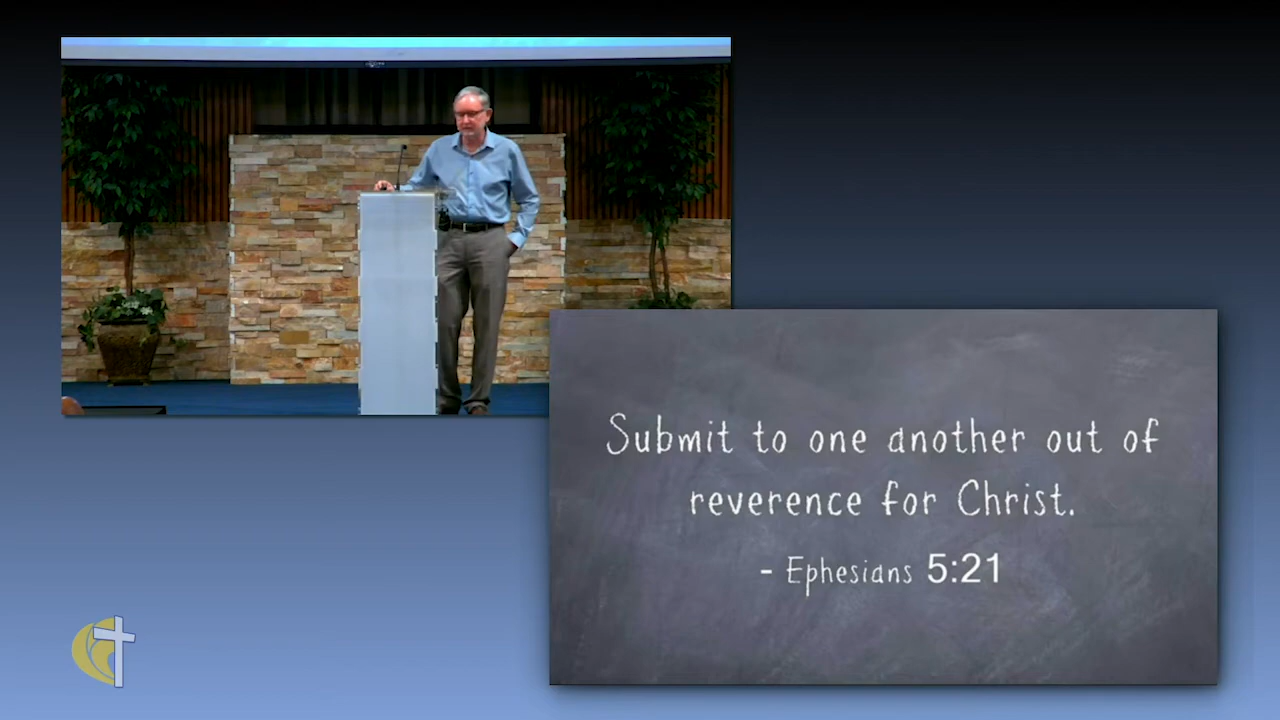 Submit to one another out of
reverence for Christ.
- Ephesians 5:21